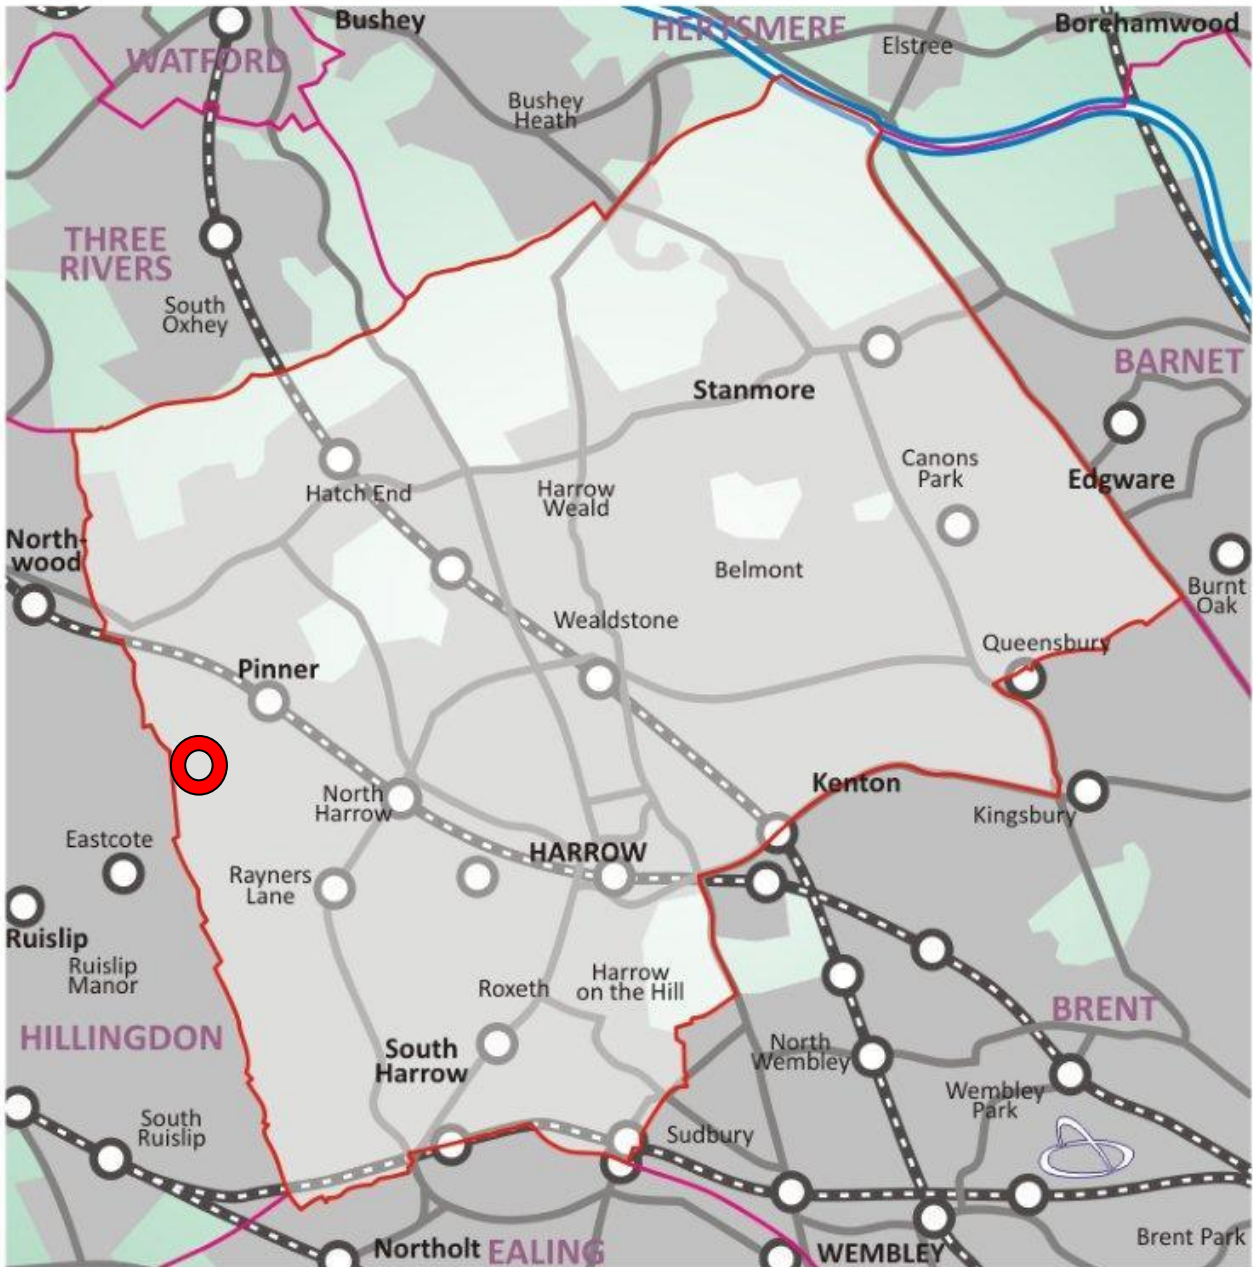 Bushey
HERTSMERE
Borehamwood
WATFORD
Elstree
Bushey
Heath
THREE
RIVERS
South
Oxhey
BARNET
Stanmore
Canons
Park
Edgware
Hatch End
Harrow
Weald
North-
wood
Belmont
Burnt
Oak
Wealdstone
Queensbury
Pinner
Kenton
North
Harrow
Kingsbury
Eastcote
HARROW
Rayners
Lane
Ruislip
Ruislip
Manor
Roxeth
Harrow
on the Hill
BRENT
HILLINGDON
South
Harrow
North
Wembley
Wembley
Park
South
Ruislip
Sudbury
Brent Park
Northolt
EALING
WEMBLEY